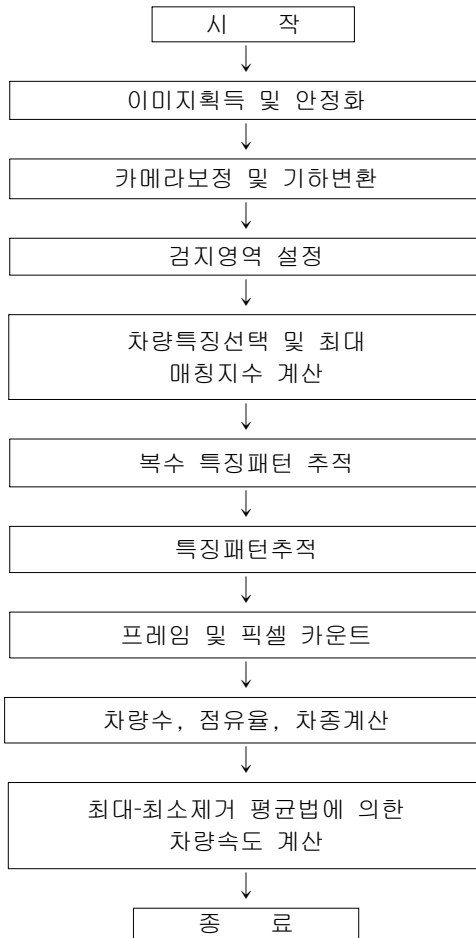 시 작
이미지획득 및 안정화
카메라보정 및 기하변환
검지영역 설정
차량특징선택 및 최대
매칭지수 계산
복수 특징패턴 추적
특징패턴추적
프레임 및 픽셀 카운트
차량수, 점유율, 차종계산
최대-최소제거 평균법에 의한
차량속도 계산
종 료